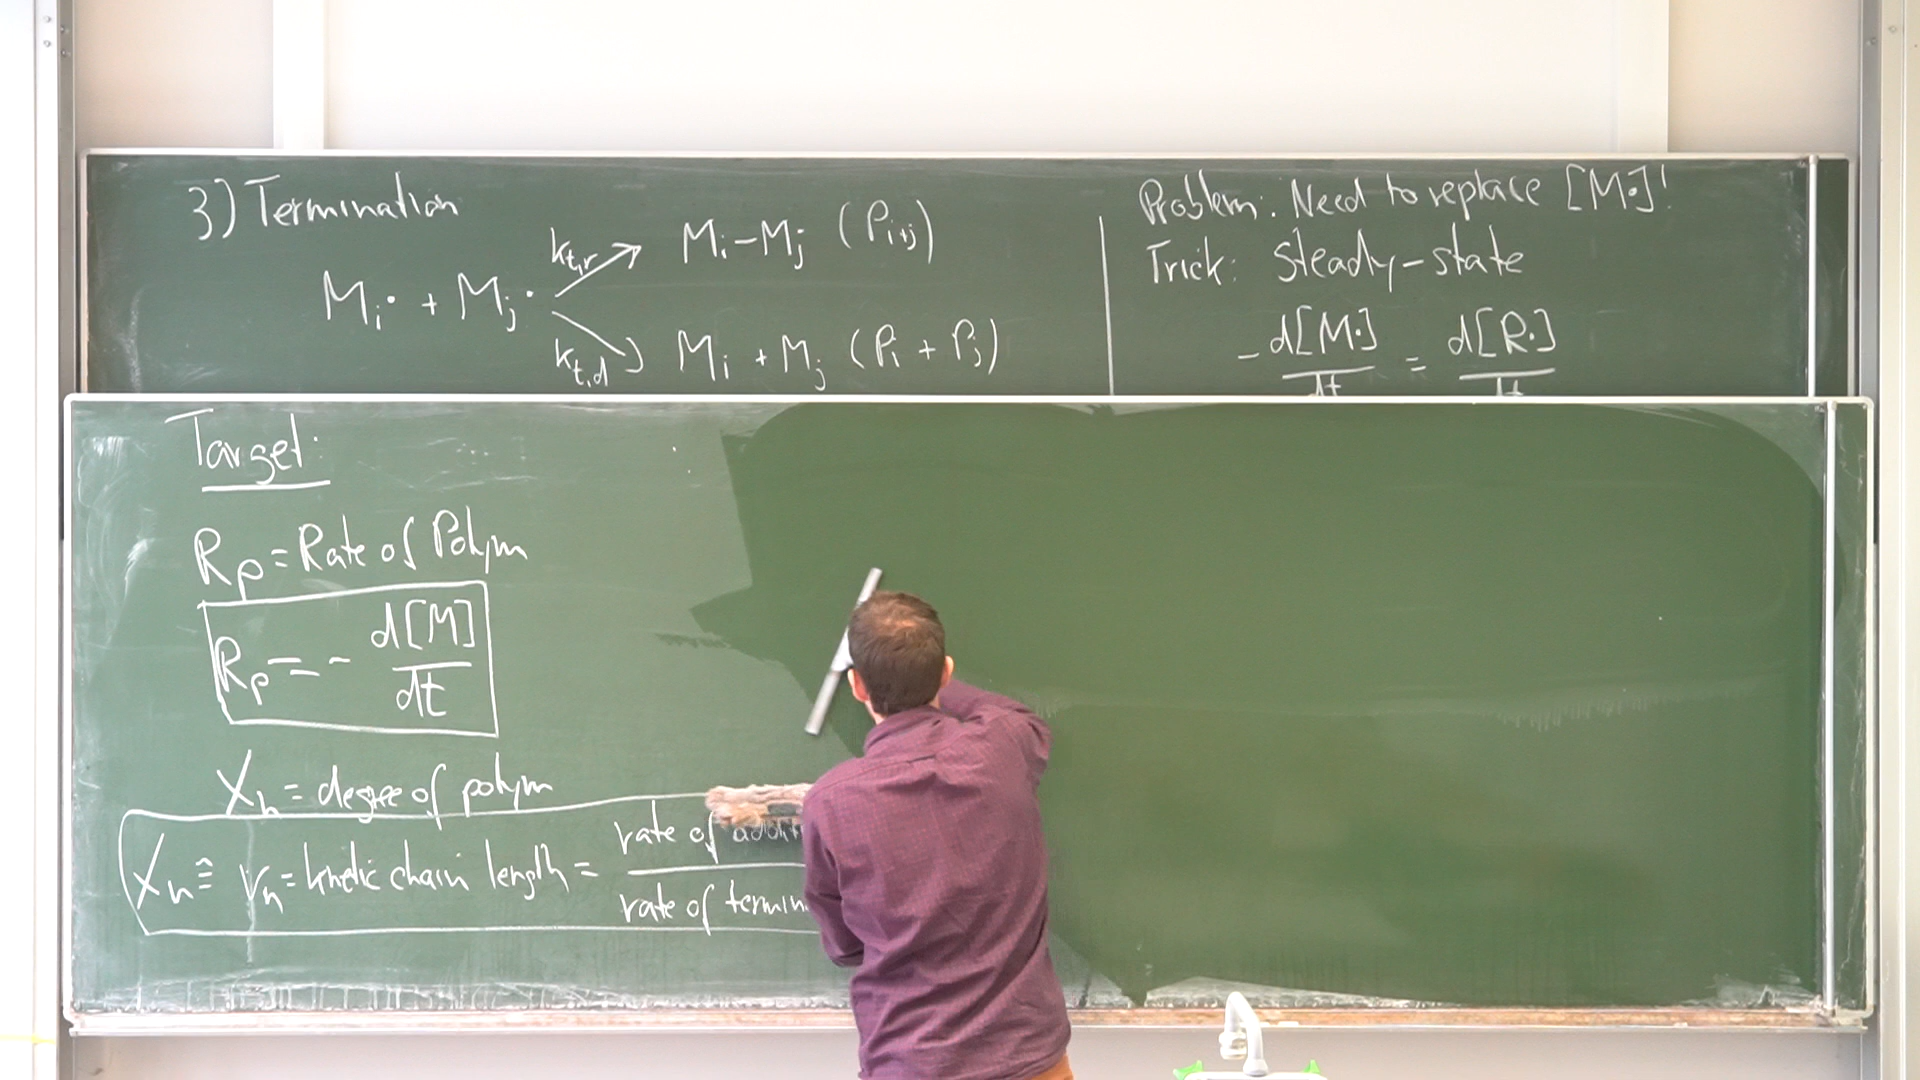 3) Termination
Mi· + Mj·
kt,r
Mi–Mj (Pi+j)
kt,d
Mi + Mj (Pi + Pj)
Problem: Need to replace [M·]!
Trick: steady-state
- d[M·]/dt = d[R·]/dt
Target:
Rp = Rate of Polym
Rp = - d[M]/dt
Xn = degree of polym
Xn ≙ νn = kinetic chain length = rate of / rate of termin